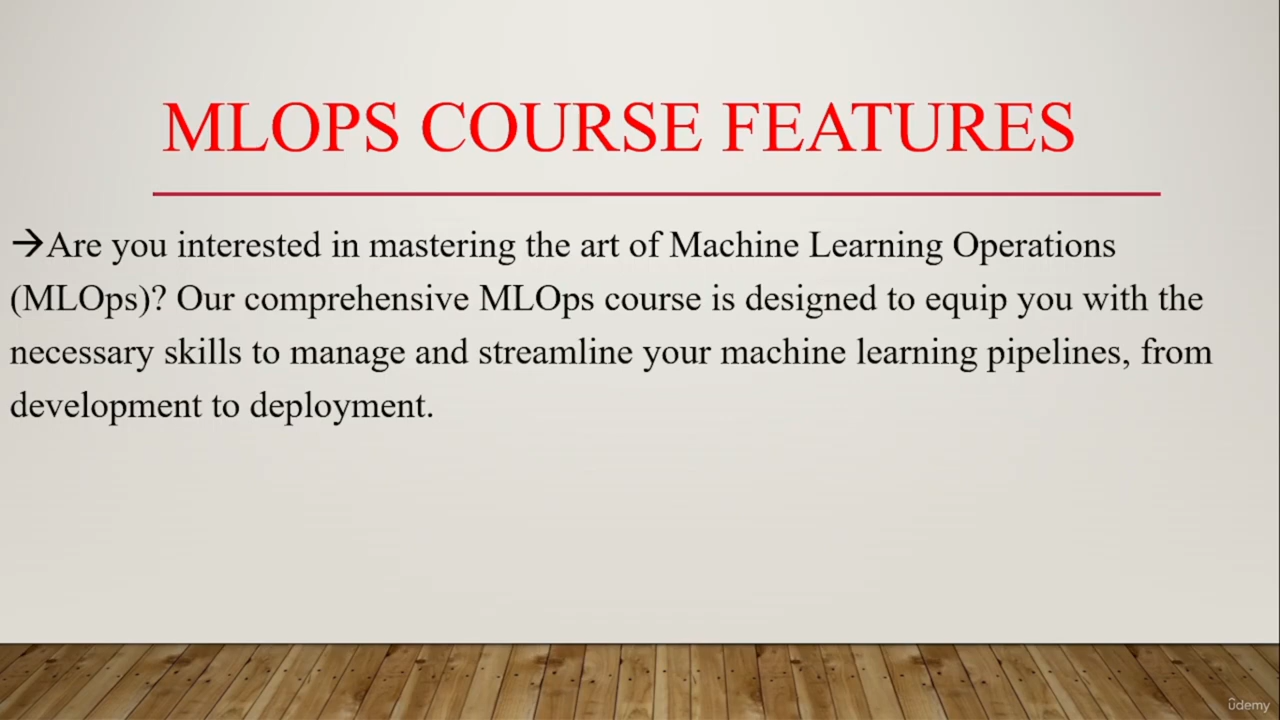 MLOPS COURSE FEATURES
→Are you interested in mastering the art of Machine Learning Operations
(MLOps)? Our comprehensive MLOps course is designed to equip you with the
necessary skills to manage and streamline your machine learning pipelines, from
development to deployment.
ûdemy